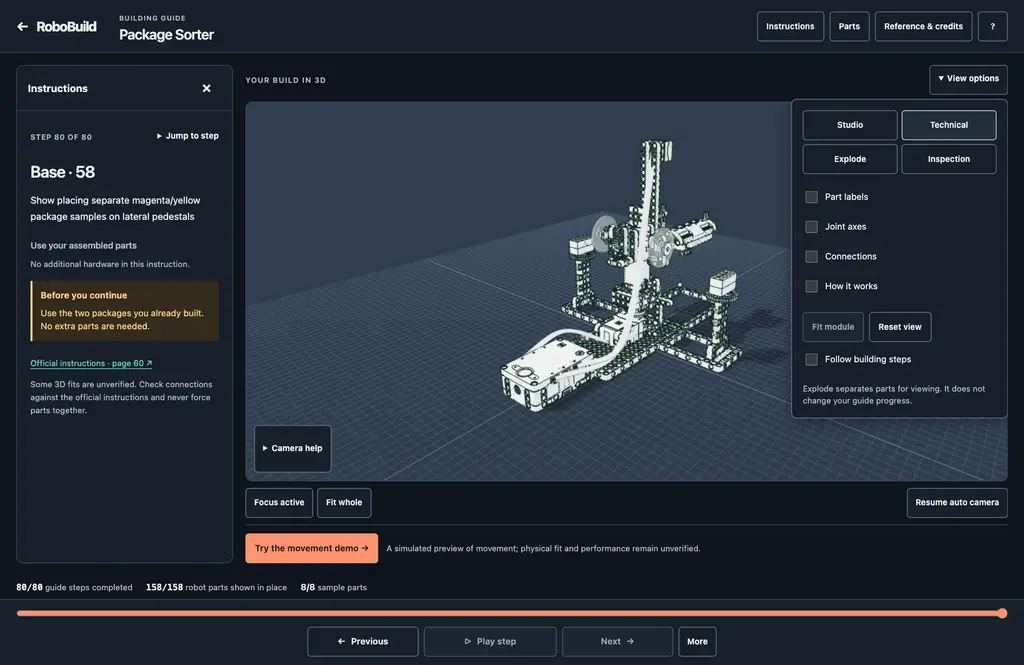 ← RoboBuild
BUILDING GUIDE
Package Sorter
Instructions
Parts
Reference & credits
?
Instructions
×
STEP 80 OF 80
▶ Jump to step
Base · 58
Show placing separate magenta/yellow
package samples on lateral pedestals
Use your assembled parts
No additional hardware in this instruction.
Before you continue
Use the two packages you already built.
No extra parts are needed.
Official instructions · page 60 ↗
Some 3D fits are unverified. Check connections
against the official instructions and never force
parts together.
YOUR BUILD IN 3D
▼ View options
Studio
Technical
Explode
Inspection
Part labels
Joint axes
Connections
How it works
Fit module
Reset view
Follow building steps
Explode separates parts for viewing. It does not
change your guide progress.
▶ Camera help
Focus active
Fit whole
Resume auto camera
Try the movement demo →
A simulated preview of movement; physical fit and performance remain unverified.
80/80 guide steps completed
158/158 robot parts shown in place
8/8 sample parts
← Previous
▷ Play step
Next →
More